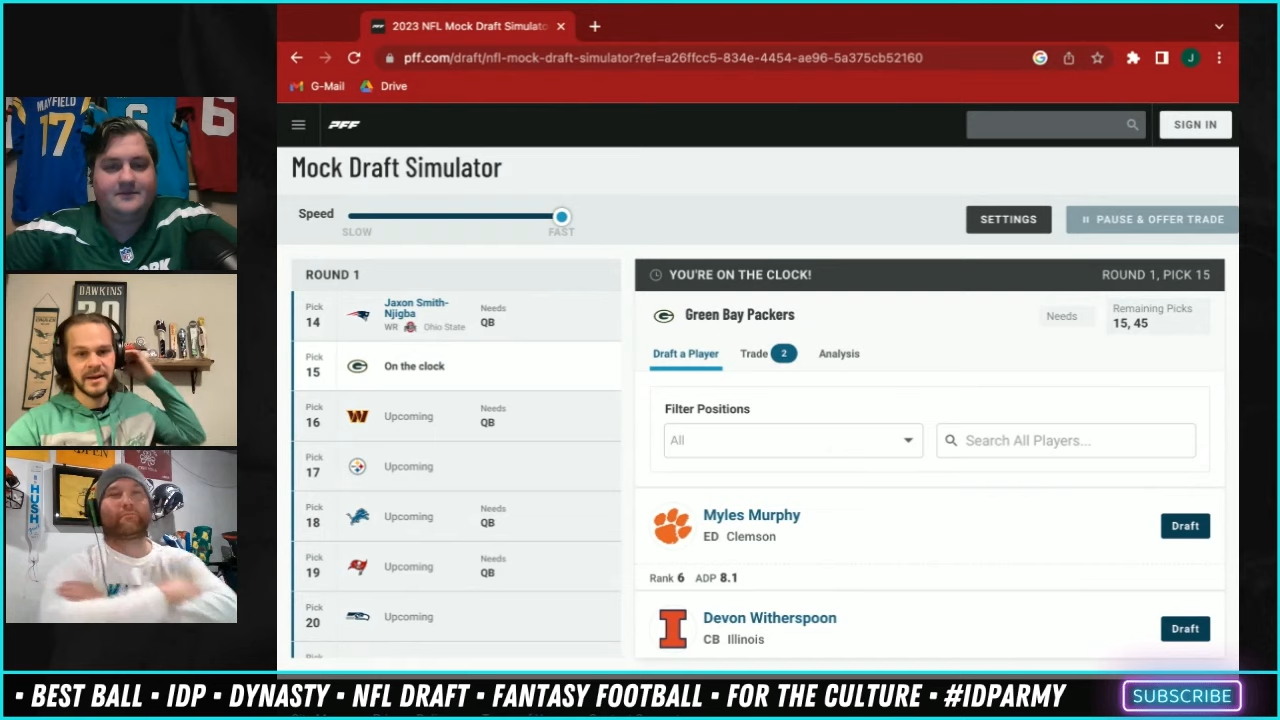 2023 NFL Mock Draft Simulato
pff.com/draft/nfl-mock-draft-simulator?ref=a26ffcc5-834e-4454-ae96-5a375cb52160
J
G-Mail
Drive
PFF
SIGN IN
Mock Draft Simulator
Speed
SLOW
FAST
SETTINGS
PAUSE & OFFER TRADE
ROUND 1
Pick
14
Jaxon Smith-
Njigba
WR Ohio State
Needs
QB
Pick
15
On the clock
Pick
16
Upcoming
Needs
QB
Pick
17
Upcoming
Pick
18
Upcoming
Needs
QB
Pick
19
Upcoming
Needs
QB
Pick
20
Upcoming
Pick
YOU'RE ON THE CLOCK!
ROUND 1, PICK 15
Green Bay Packers
Needs
Remaining Picks
15, 45
Draft a Player
Trade 2
Analysis
Filter Positions
All
Search All Players...
Myles Murphy
ED Clemson
Draft
Rank 6 ADP 8.1
Devon Witherspoon
CB Illinois
Draft
MAYFIELD
17
6
6
DAWKINS
20
EAGLES
HUSH
• BEST BALL • IDP • DYNASTY • NFL DRAFT • FANTASY FOOTBALL • FOR THE CULTURE • #IDPARMY
SUBSCRIBE